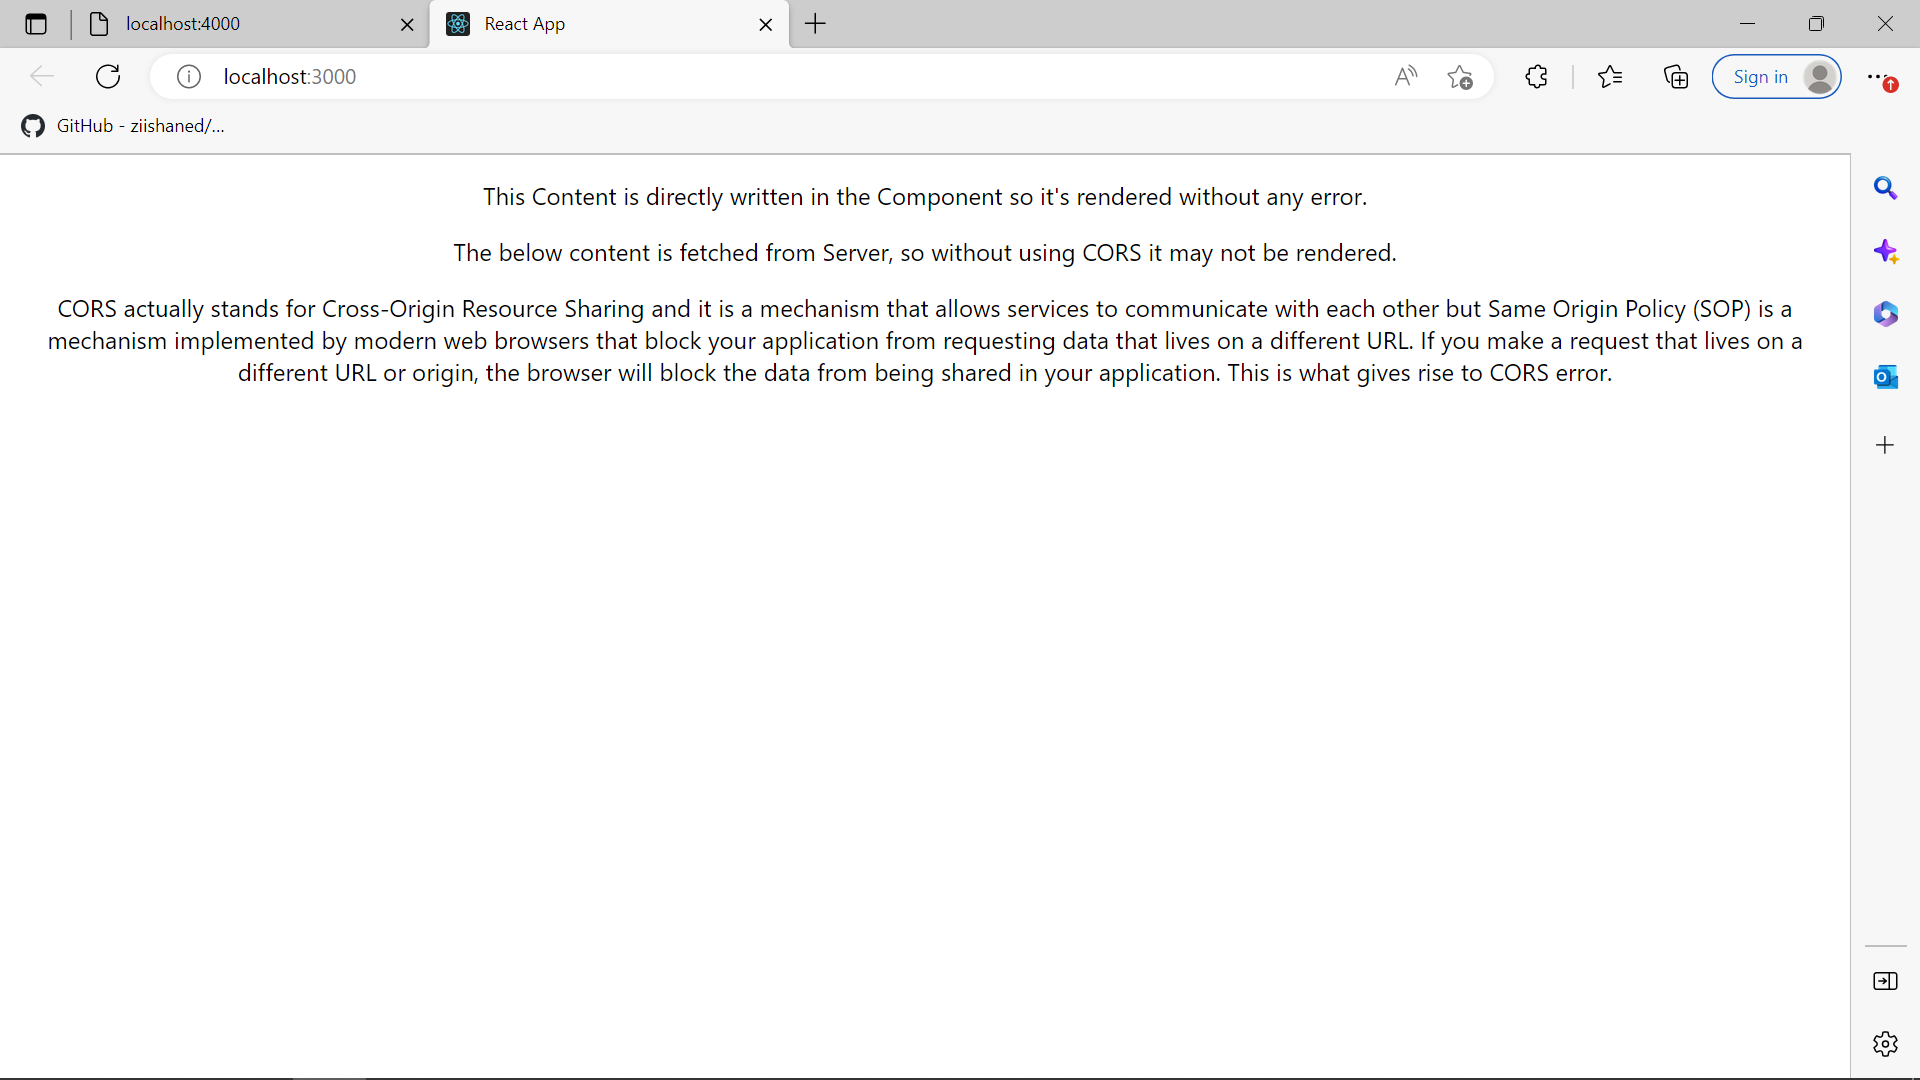 localhost:4000
React App
localhost:3000
Sign in
GitHub - ziishaned/...
This Content is directly written in the Component so it's rendered without any error.
The below content is fetched from Server, so without using CORS it may not be rendered.
CORS actually stands for Cross-Origin Resource Sharing and it is a mechanism that allows services to communicate with each other but Same Origin Policy (SOP) is a
mechanism implemented by modern web browsers that block your application from requesting data that lives on a different URL. If you make a request that lives on a
different URL or origin, the browser will block the data from being shared in your application. This is what gives rise to CORS error.